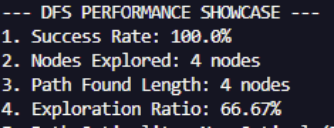 --- DFS PERFORMANCE SHOWCASE ---
1. Success Rate: 100.0%
2. Nodes Explored: 4 nodes
3. Path Found Length: 4 nodes
4. Exploration Ratio: 66.67%